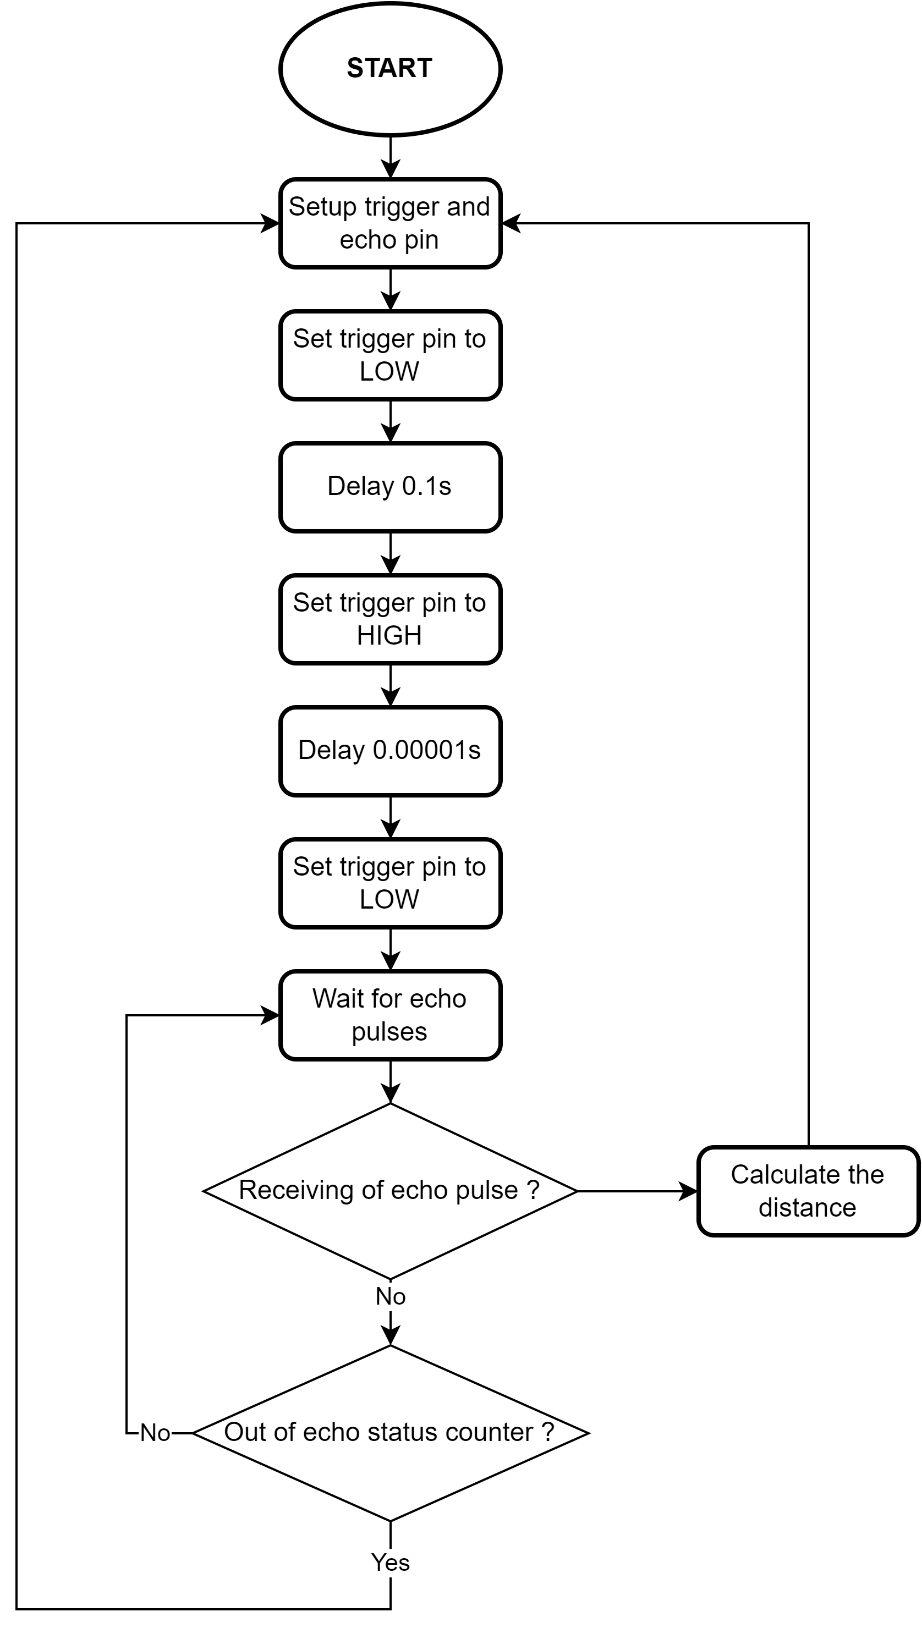 START
Setup trigger and
echo pin
Set trigger pin to
LOW
Delay 0.1s
Set trigger pin to
HIGH
Delay 0.00001s
Set trigger pin to
LOW
Wait for echo
pulses
Receiving of echo pulse ?
Calculate the
distance
No
Out of echo status counter ?
No
Yes